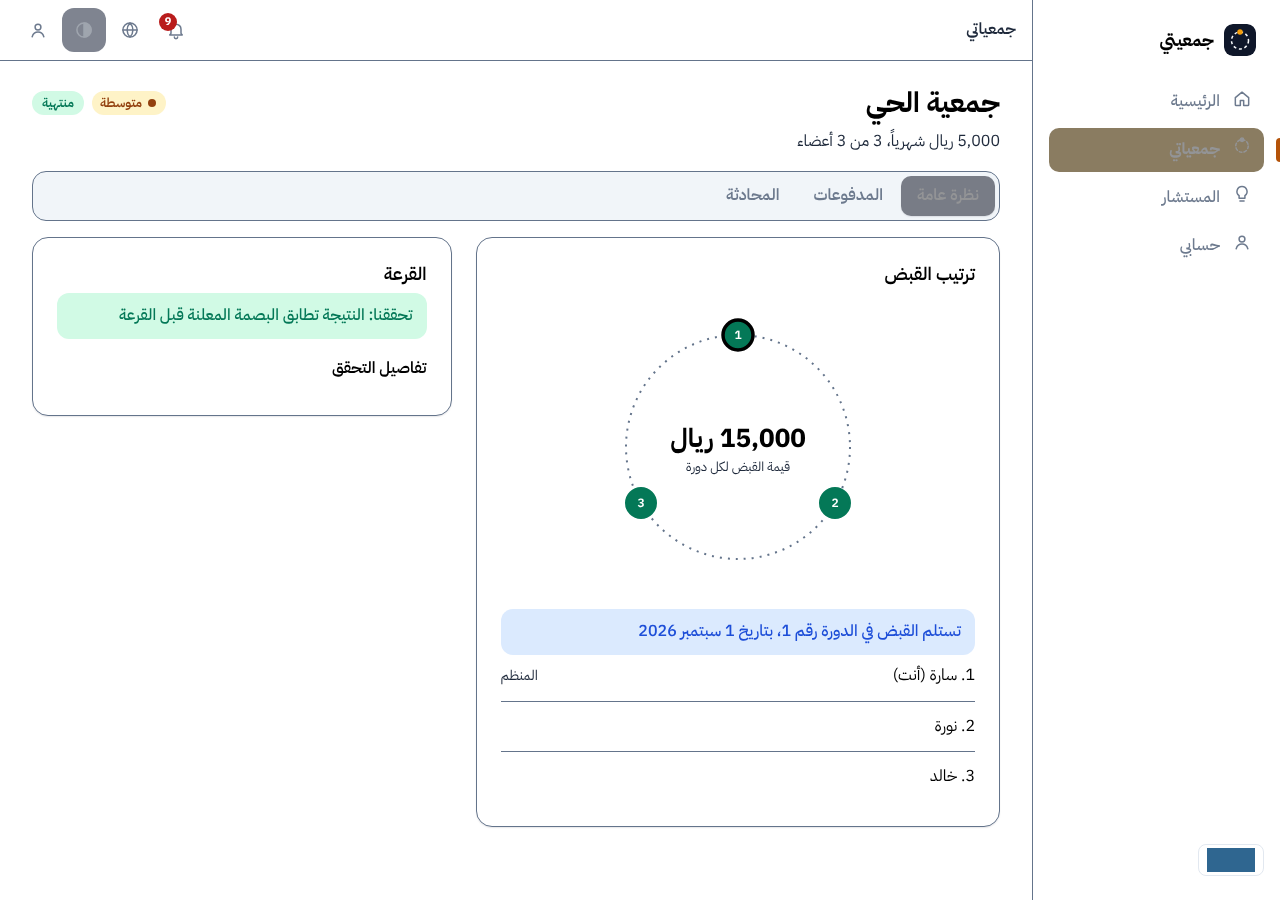 جمعيتي
الرئيسية
جمعياتي
المستشار
حسابي
جمعياتي
9
جمعية الحي
متوسطة
منتهية
5,000 ريال شهرياً، 3 من 3 أعضاء
نظرة عامة
المدفوعات
المحادثة
ترتيب القبض
1
15,000 ريال
قيمة القبض لكل دورة
2
3
تستلم القبض في الدورة رقم 1، بتاريخ 1 سبتمبر 2026
1. سارة (أنت)
المنظم
2. نورة
3. خالد
القرعة
تحققنا: النتيجة تطابق البصمة المعلنة قبل القرعة
تفاصيل التحقق